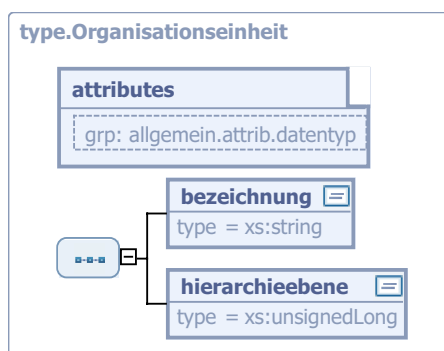 type.Organisationseinheit
attributes
grp: allgemein.attrib.datentyp
bezeichnung
type = xs:string
hierarchieebene
type = xs:unsignedLong